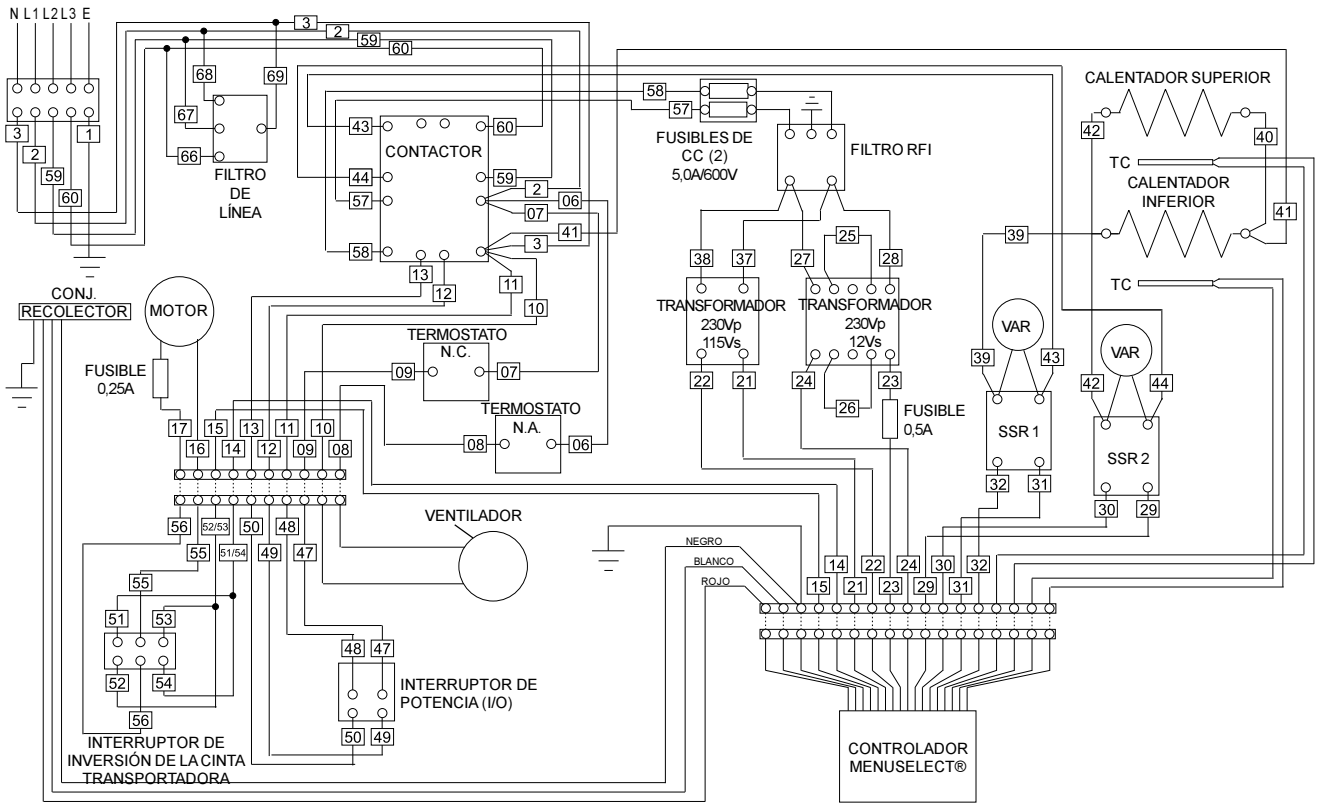 N L1 L2 L3 E
3
2
59
60
68
69
67
66
3
2
59
60
1
FILTRO
DE
LÍNEA
43
44
57
58
CONTACTOR
60
59
2
06
07
41
3
13
12
11
10
58
57
FUSIBLES DE
CC (2)
5,0A/600V
FILTRO RFI
CALENTADOR SUPERIOR
42
40
TC
CALENTADOR
INFERIOR
39
41
TC
38
37
27
25
28
TRANSFORMADOR
230Vp
115Vs
TRANSFORMADOR
230Vp
12Vs
22
21
24
26
23
FUSIBLE
0,5A
VAR
39
43
SSR 1
32
31
VAR
42
44
SSR 2
30
29
CONJ.
RECOLECTOR
MOTOR
FUSIBLE
0,25A
TERMOSTATO
N.C.
09
07
TERMOSTATO
N.A.
08
06
17
16
15
14
13
12
11
09
10
08
56
55
52/53
51/54
50
49
48
47
VENTILADOR
55
51
53
52
54
56
INTERRUPTOR DE
INVERSIÓN DE LA CINTA
TRANSPORTADORA
48
47
50
49
INTERRUPTOR DE
POTENCIA (I/O)
NEGRO
BLANCO
ROJO
15
14
21
22
23
24
29
30
31
32
CONTROLADOR
MENUSELECT®